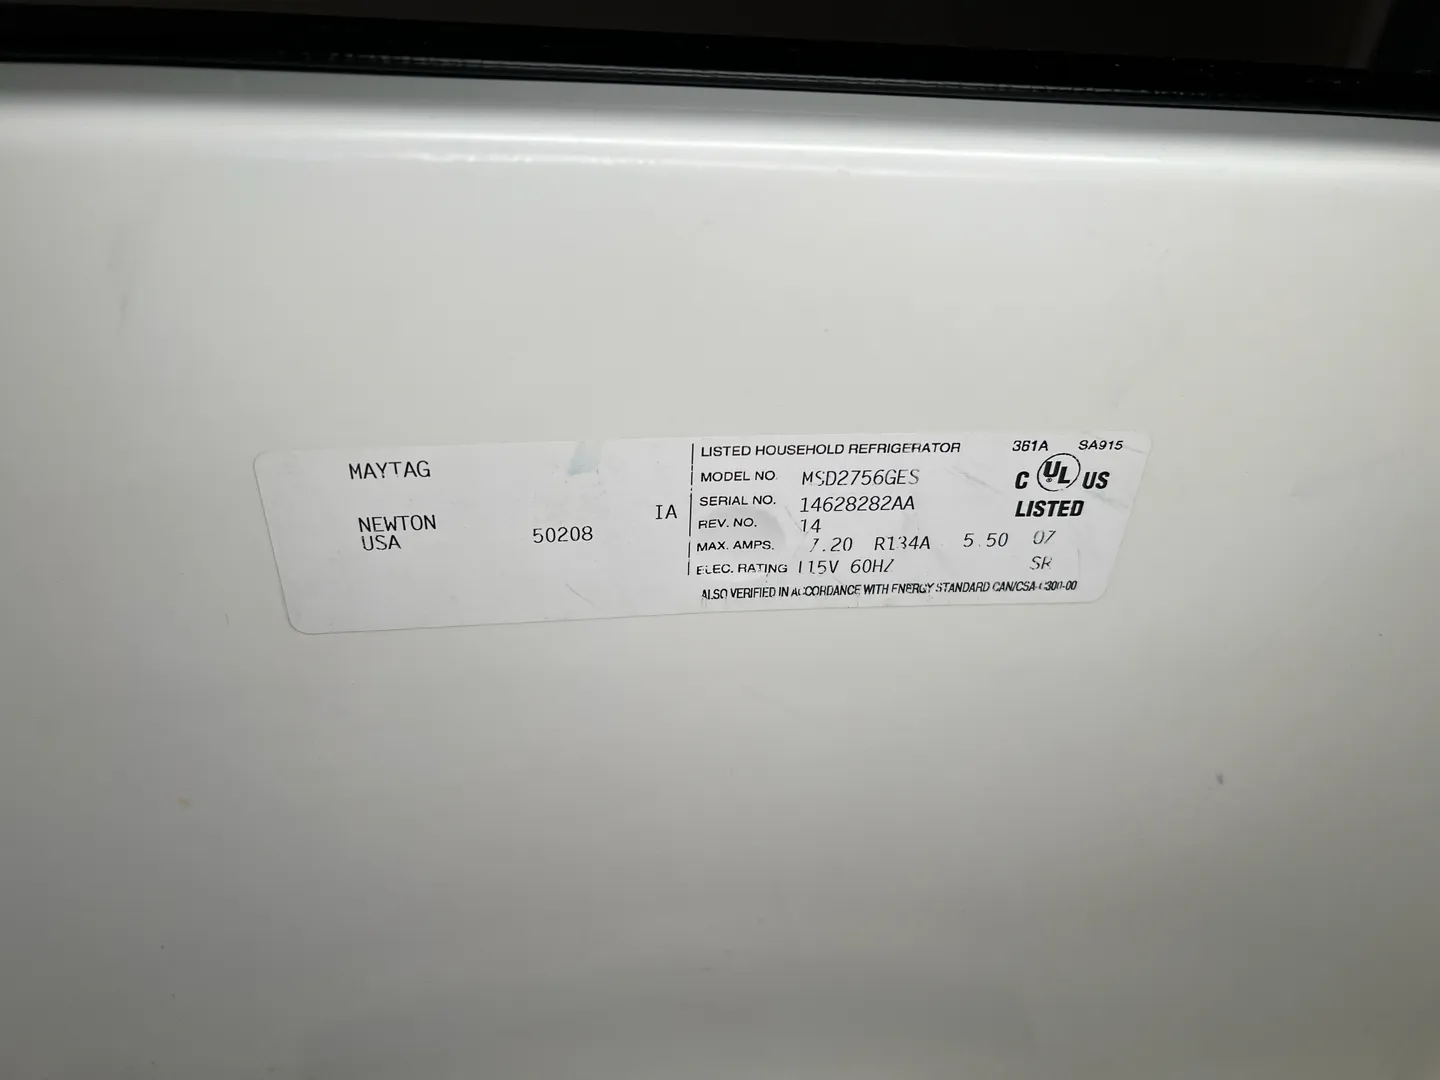 MAYTAG
NEWTON IA
USA 50208
LISTED HOUSEHOLD REFRIGERATOR 361A SA915
MODEL NO. MSD2756GES
SERIAL NO. 14628282AA
REV. NO. 14
MAX. AMPS. 7.20 R134A 5.50 07
ELEC. RATING 115V 60HZ SR
C UL US
LISTED
ALSO VERIFIED IN ACCORDANCE WITH ENERGY STANDARD CAN/CSA-C300-00